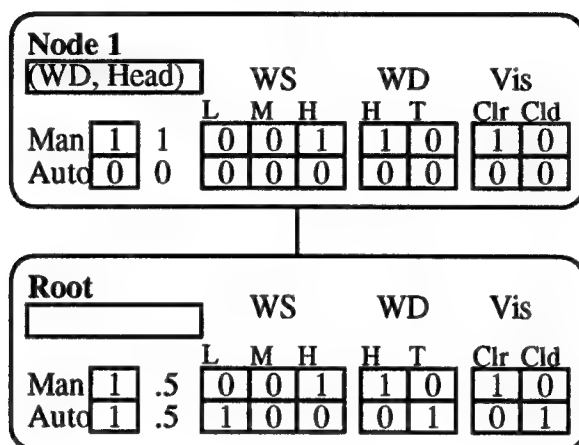 Node 1
(WD, Head) WS WD Vis
L M H H T Clr Cld
Man 1 1 0 0 1 1 0 1 0
Auto 0 0 0 0 0 0 0 0 0
Root
WS WD Vis
L M H H T Clr Cld
Man 1 .5 0 0 1 1 0 1 0
Auto 1 .5 1 0 0 0 1 0 1